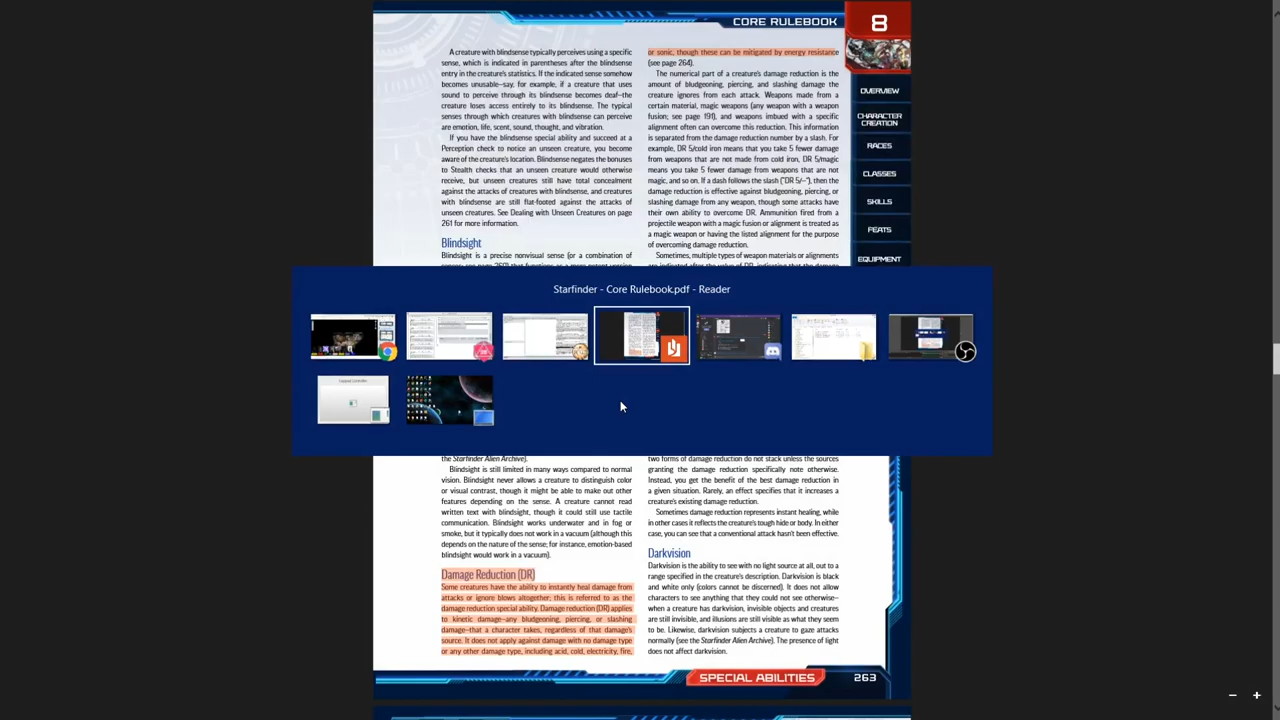 CORE RULEBOOK
8
A creature with blindsense typically perceives using a specific
sense, which is indicated in parentheses after the blindsense
entry in the creature's statistics. If the indicated sense somehow
becomes unusable—say, for example, if a creature that uses
sound to perceive through its blindsense becomes deaf—the
creature loses access entirely to its blindsense. The typical
senses through which creatures with blindsense can perceive
are emotion, life, scent, sound, thought, and vibration.
If you have the blindsense special ability and succeed at a
Perception check to notice an unseen creature, you become
aware of the creature's location. Blindsense negates the bonuses
to Stealth checks that an unseen creature would otherwise
receive, but unseen creatures still have total concealment
against the attacks of creatures with blindsense, and creatures
with blindsense are still flat-footed against the attacks of
unseen creatures. See Dealing with Unseen Creatures on page
261 for more information.
Blindsight
Blindsight is a precise nonvisual sense (or a combination of
or sonic, though these can be mitigated by energy resistance
(see page 264).
The numerical part of a creature's damage reduction is the
amount of bludgeoning, piercing, and slashing damage the
creature ignores from each attack. Weapons made from a
certain material, magic weapons (any weapon with a weapon
fusion; see page 191), and weapons imbued with a specific
alignment often can overcome this reduction. This information
is separated from the damage reduction number by a slash. For
example, DR 5/cold iron means that you take 5 fewer damage
from weapons that are not made from cold iron, DR 5/magic
means you take 5 fewer damage from weapons that are not
magic, and so on. If a dash follows the slash ("DR 5/—"), then the
damage reduction is effective against bludgeoning, piercing, or
slashing damage from any weapon, though some attacks have
their own ability to overcome DR. Ammunition fired from a
projectile weapon with a magic fusion or alignment is treated as
a magic weapon or having the listed alignment for the purpose
of overcoming damage reduction.
Sometimes, multiple types of weapon materials or alignments
OVERVIEW
CHARACTER
CREATION
RACES
CLASSES
SKILLS
FEATS
EQUIPMENT
Starfinder - Core Rulebook.pdf - Reader
the Starfinder Alien Archive).
Blindsight is still limited in many ways compared to normal
vision. Blindsight never allows a creature to distinguish color
or visual contrast, though it might be able to make out other
features depending on the sense. A creature cannot read
written text with blindsight, though it could still use tactile
communication. Blindsight works underwater and in fog or
smoke, but it typically does not work in a vacuum (although this
depends on the nature of the sense; for instance, emotion-based
blindsight would work in a vacuum).
Damage Reduction (DR)
Some creatures have the ability to instantly heal damage from
attacks or ignore blows altogether; this is referred to as the
damage reduction special ability. Damage reduction (DR) applies
to kinetic damage—any bludgeoning, piercing, or slashing
damage—that a character takes, regardless of that damage's
source. It does not apply against damage with no damage type
or any other damage type, including acid, cold, electricity, fire,
two forms of damage reduction do not stack unless the sources
granting the damage reduction specifically note otherwise.
Instead, you get the benefit of the best damage reduction in
a given situation. Rarely, an effect specifies that it increases a
creature's existing damage reduction.
Sometimes damage reduction represents instant healing, while
in other cases it reflects the creature's tough hide or body. In either
case, you can see that a conventional attack hasn't been effective.
Darkvision
Darkvision is the ability to see with no light source at all, out to a
range specified in the creature's description. Darkvision is black
and white only (colors cannot be discerned). It does not allow
characters to see anything that they could not see otherwise—
when a creature has darkvision, invisible objects and creatures
are still invisible, and illusions are still visible as what they seem
to be. Likewise, darkvision subjects a creature to gaze attacks
normally (see the Starfinder Alien Archive). The presence of light
does not affect darkvision.
SPECIAL ABILITIES
263